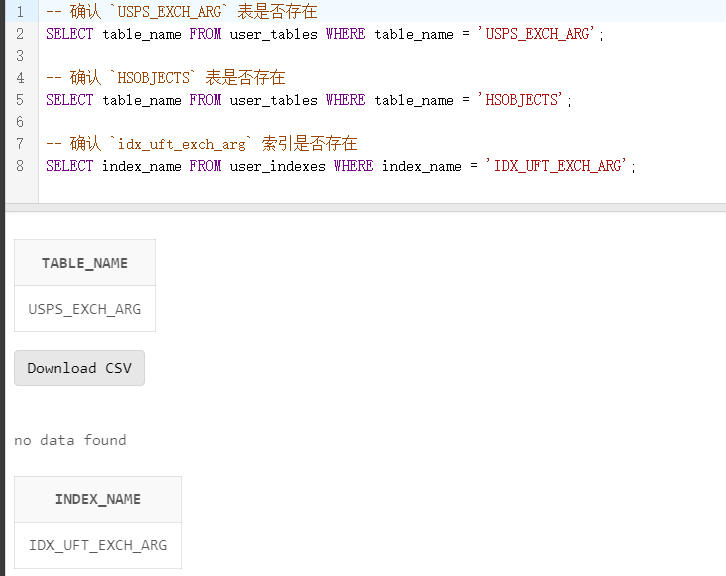 1 -- 确认 `USPS_EXCH_ARG` 表是否存在
2 SELECT table_name FROM user_tables WHERE table_name = 'USPS_EXCH_ARG';
3
4 -- 确认 `HSOBJECTS` 表是否存在
5 SELECT table_name FROM user_tables WHERE table_name = 'HSOBJECTS';
6
7 -- 确认 `idx_uft_exch_arg` 索引是否存在
8 SELECT index_name FROM user_indexes WHERE index_name = 'IDX_UFT_EXCH_ARG';
TABLE_NAME
USPS_EXCH_ARG
Download CSV
no data found
INDEX_NAME
IDX_UFT_EXCH_ARG